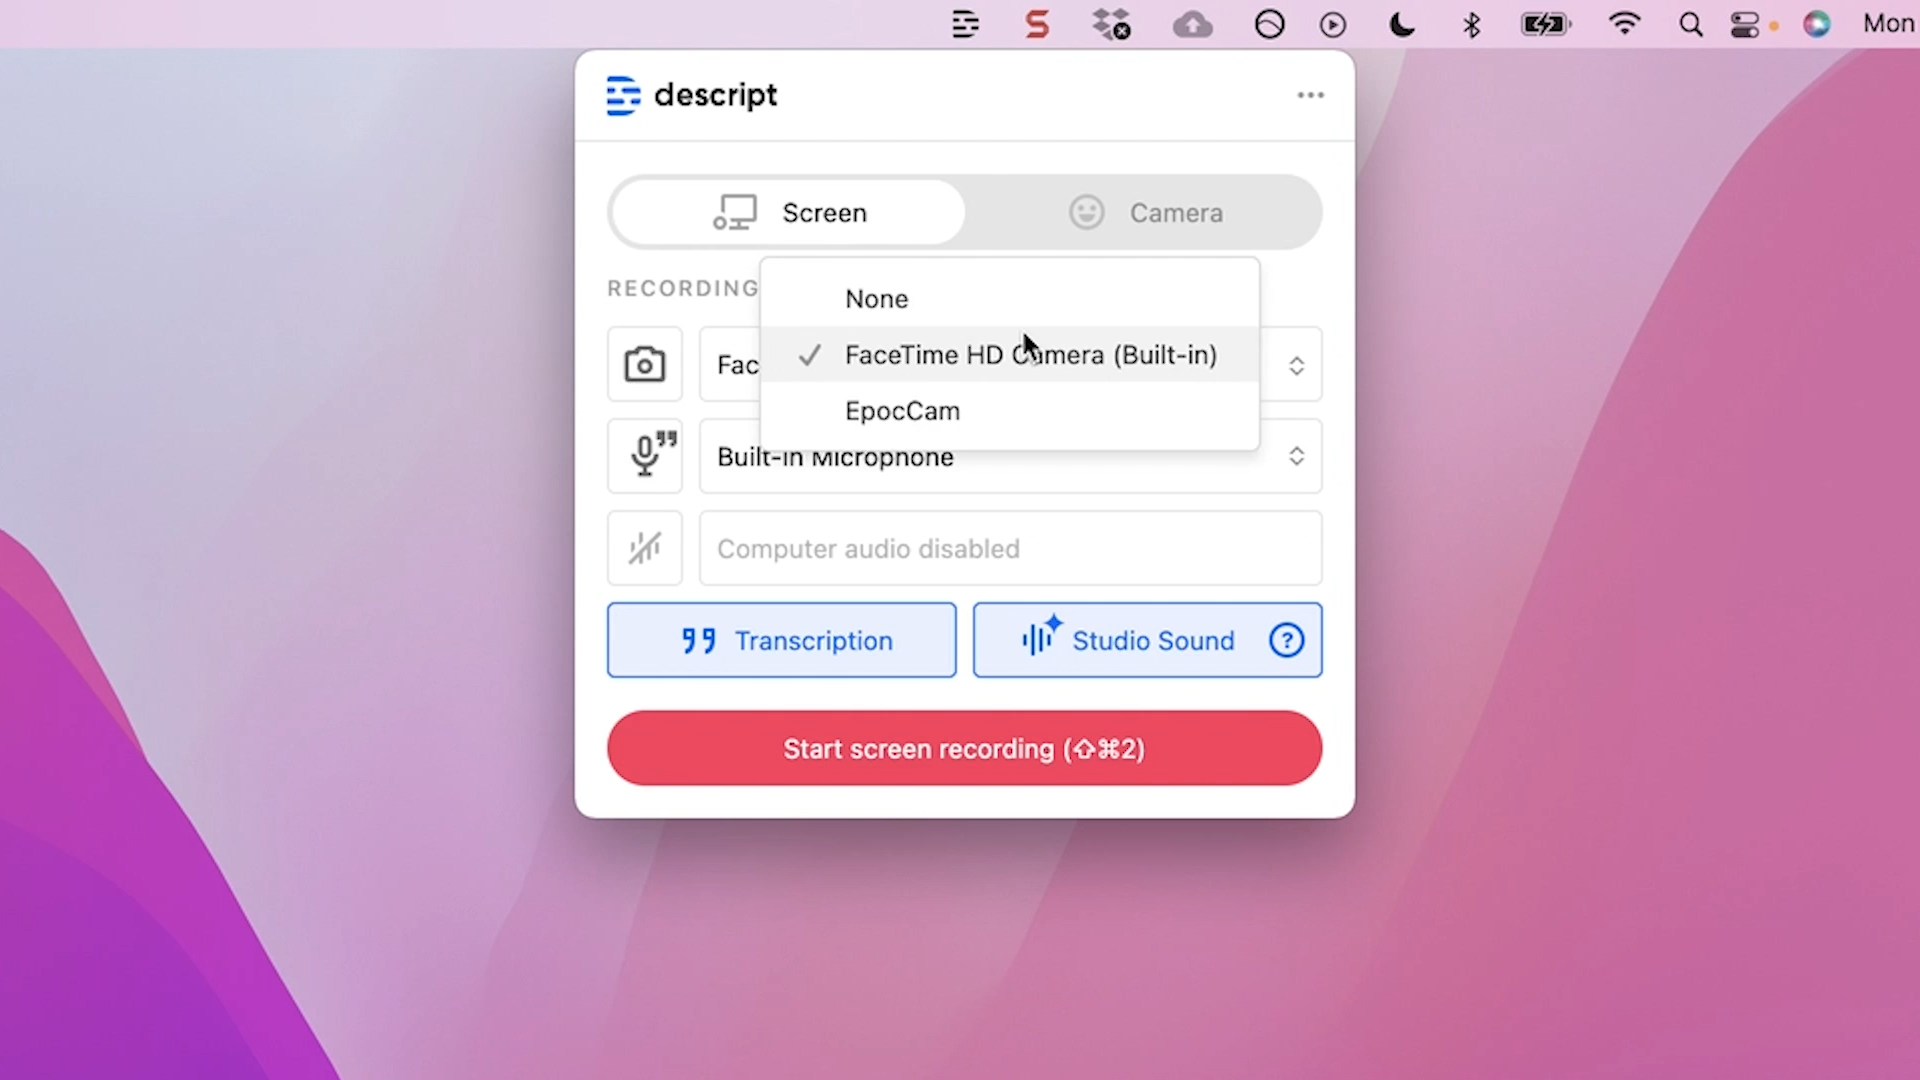 Mon
descript
Screen
Camera
RECORDING
None
FaceTime HD Camera (Built-in)
Fac
EpocCam
Built-in Microphone
Computer audio disabled
Transcription
Studio Sound ?
Start screen recording (⇧⌘2)